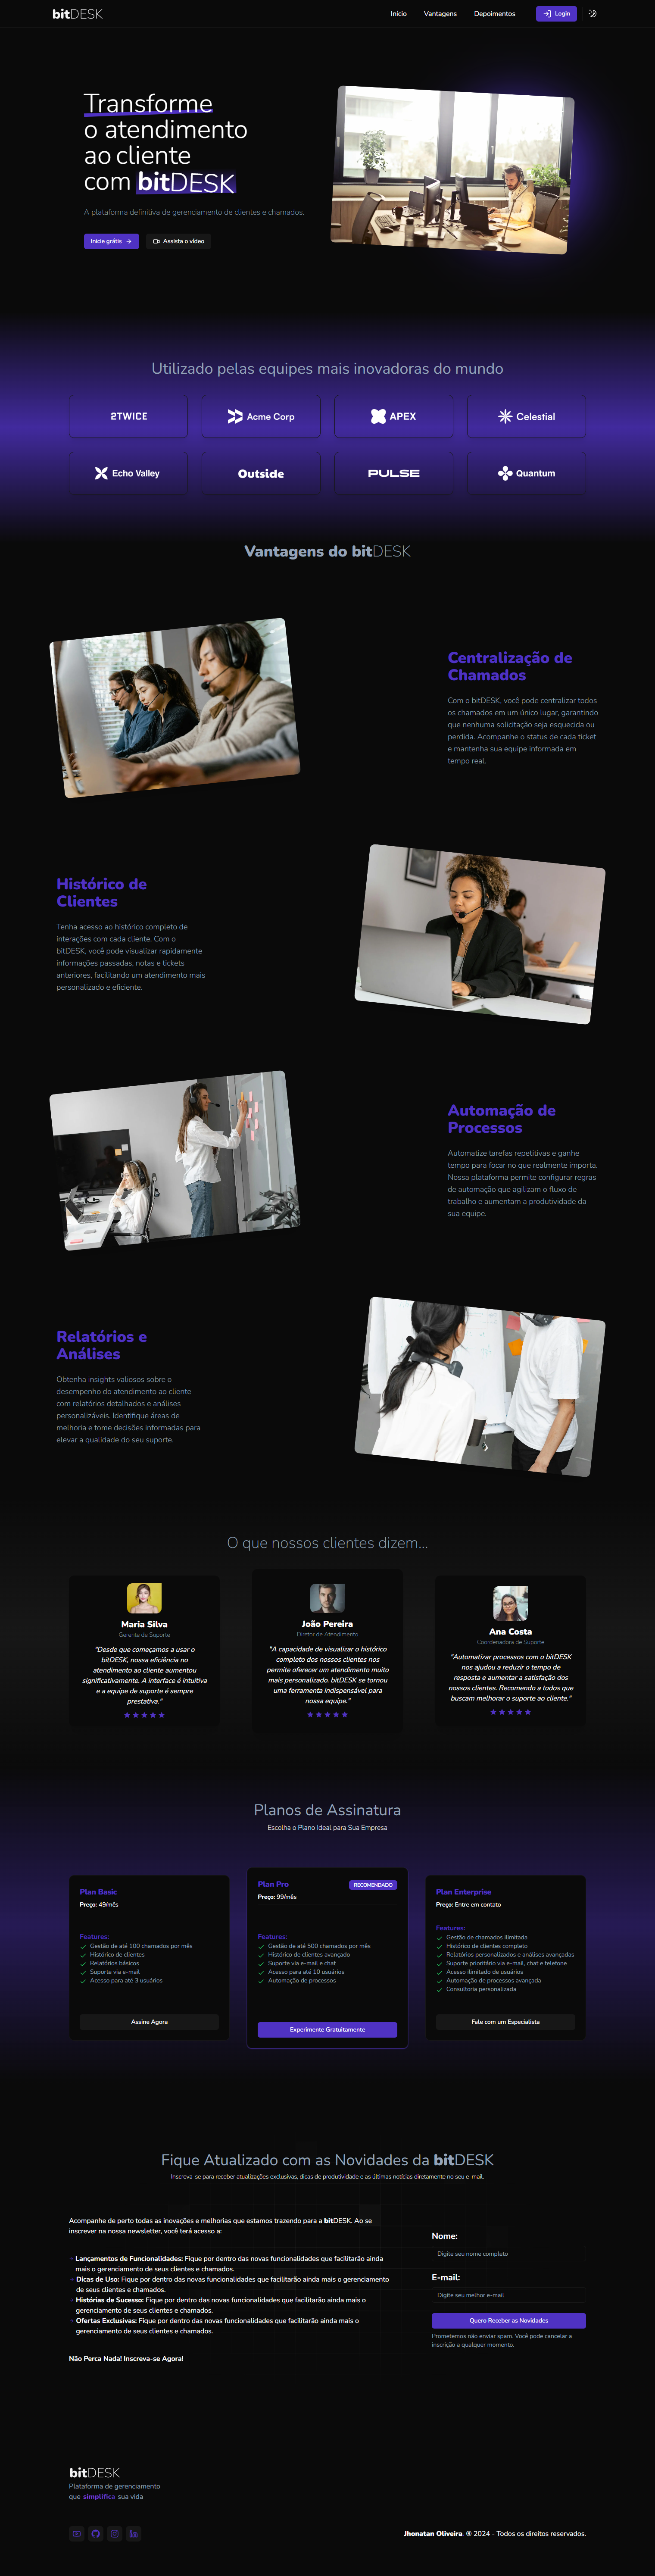 bitDESK
Início Vantagens Depoimentos Login
Transforme
o atendimento
ao cliente
com bitDESK
A plataforma definitiva de gerenciamento de clientes e chamados.
Inicie grátis Assista o vídeo
Utilizado pelas equipes mais inovadoras do mundo
2TWICE Acme Corp APEX Celestial
Echo Valley Outside PULSE Quantum
Vantagens do bitDESK
Centralização de
Chamados
Com o bitDESK, você pode centralizar todos
os chamados em um único lugar, garantindo
que nenhuma solicitação seja esquecida ou
perdida. Acompanhe o status de cada ticket
e mantenha sua equipe informada em
tempo real.
Histórico de
Clientes
Tenha acesso ao histórico completo de
interações com cada cliente. Com o
bitDESK, você pode visualizar rapidamente
informações passadas, notas e tickets
anteriores, facilitando um atendimento mais
personalizado e eficiente.
Automação de
Processos
Automatize tarefas repetitivas e ganhe
tempo para focar no que realmente importa.
Nossa plataforma permite configurar regras
de automação que agilizam o fluxo de
trabalho e aumentam a produtividade da
sua equipe.
Relatórios e
Análises
Obtenha insights valiosos sobre o
desempenho do atendimento ao cliente
com relatórios detalhados e análises
personalizáveis. Identifique áreas de
melhoria e tome decisões informadas para
elevar a qualidade do seu suporte.
O que nossos clientes dizem...
Maria Silva
Gerente de Suporte
"Desde que começamos a usar o
bitDESK, nossa eficiência no
atendimento ao cliente aumentou
significativamente. A interface é intuitiva
e a equipe de suporte é sempre
prestativa."
João Pereira
Diretor de Atendimento
"A capacidade de visualizar o histórico
completo dos nossos clientes nos
permite oferecer um atendimento muito
mais personalizado. bitDESK se tornou
uma ferramenta indispensável para
nossa equipe."
Ana Costa
Coordenadora de Suporte
"Automatizar processos com o bitDESK
nos ajudou a reduzir o tempo de
resposta e aumentar a satisfação dos
nossos clientes. Recomendo a todos que
buscam melhorar o suporte ao cliente."
Planos de Assinatura
Escolha o Plano Ideal para Sua Empresa
Plan Basic
Preço: 49/mês
Features:
Gestão de até 100 chamados por mês
Histórico de clientes
Relatórios básicos
Suporte via e-mail
Acesso para até 3 usuários
Assine Agora
Plan Pro RECOMENDADO
Preço: 99/mês
Features:
Gestão de até 500 chamados por mês
Histórico de clientes avançado
Suporte via e-mail e chat
Acesso para até 10 usuários
Automação de processos
Experimente Gratuitamente
Plan Enterprise
Preço: Entre em contato
Features:
Gestão de chamados ilimitada
Histórico de clientes completo
Relatórios personalizados e análises avançadas
Suporte prioritário via e-mail, chat e telefone
Acesso ilimitado de usuários
Automação de processos avançada
Consultoria personalizada
Fale com um Especialista
Fique Atualizado com as Novidades da bitDESK
Inscreva-se para receber atualizações exclusivas, dicas de produtividade e as últimas notícias diretamente no seu e-mail.
Acompanhe de perto todas as inovações e melhorias que estamos trazendo para a bitDESK. Ao se
inscrever na nossa newsletter, você terá acesso a:
Lançamentos de Funcionalidades: Fique por dentro das novas funcionalidades que facilitarão ainda
mais o gerenciamento de seus clientes e chamados.
Dicas de Uso: Fique por dentro das novas funcionalidades que facilitarão ainda mais o gerenciamento
de seus clientes e chamados.
Histórias de Sucesso: Fique por dentro das novas funcionalidades que facilitarão ainda mais o
gerenciamento de seus clientes e chamados.
Ofertas Exclusivas: Fique por dentro das novas funcionalidades que facilitarão ainda mais o
gerenciamento de seus clientes e chamados.
Não Perca Nada! Inscreva-se Agora!
Nome:
Digite seu nome completo
E-mail:
Digite seu melhor e-mail
Quero Receber as Novidades
Prometemos não enviar spam. Você pode cancelar a
inscrição a qualquer momento.
bitDESK
Plataforma de gerenciamento
que simplifica sua vida
Jhonatan Oliveira ® 2024 - Todos os direitos reservados.